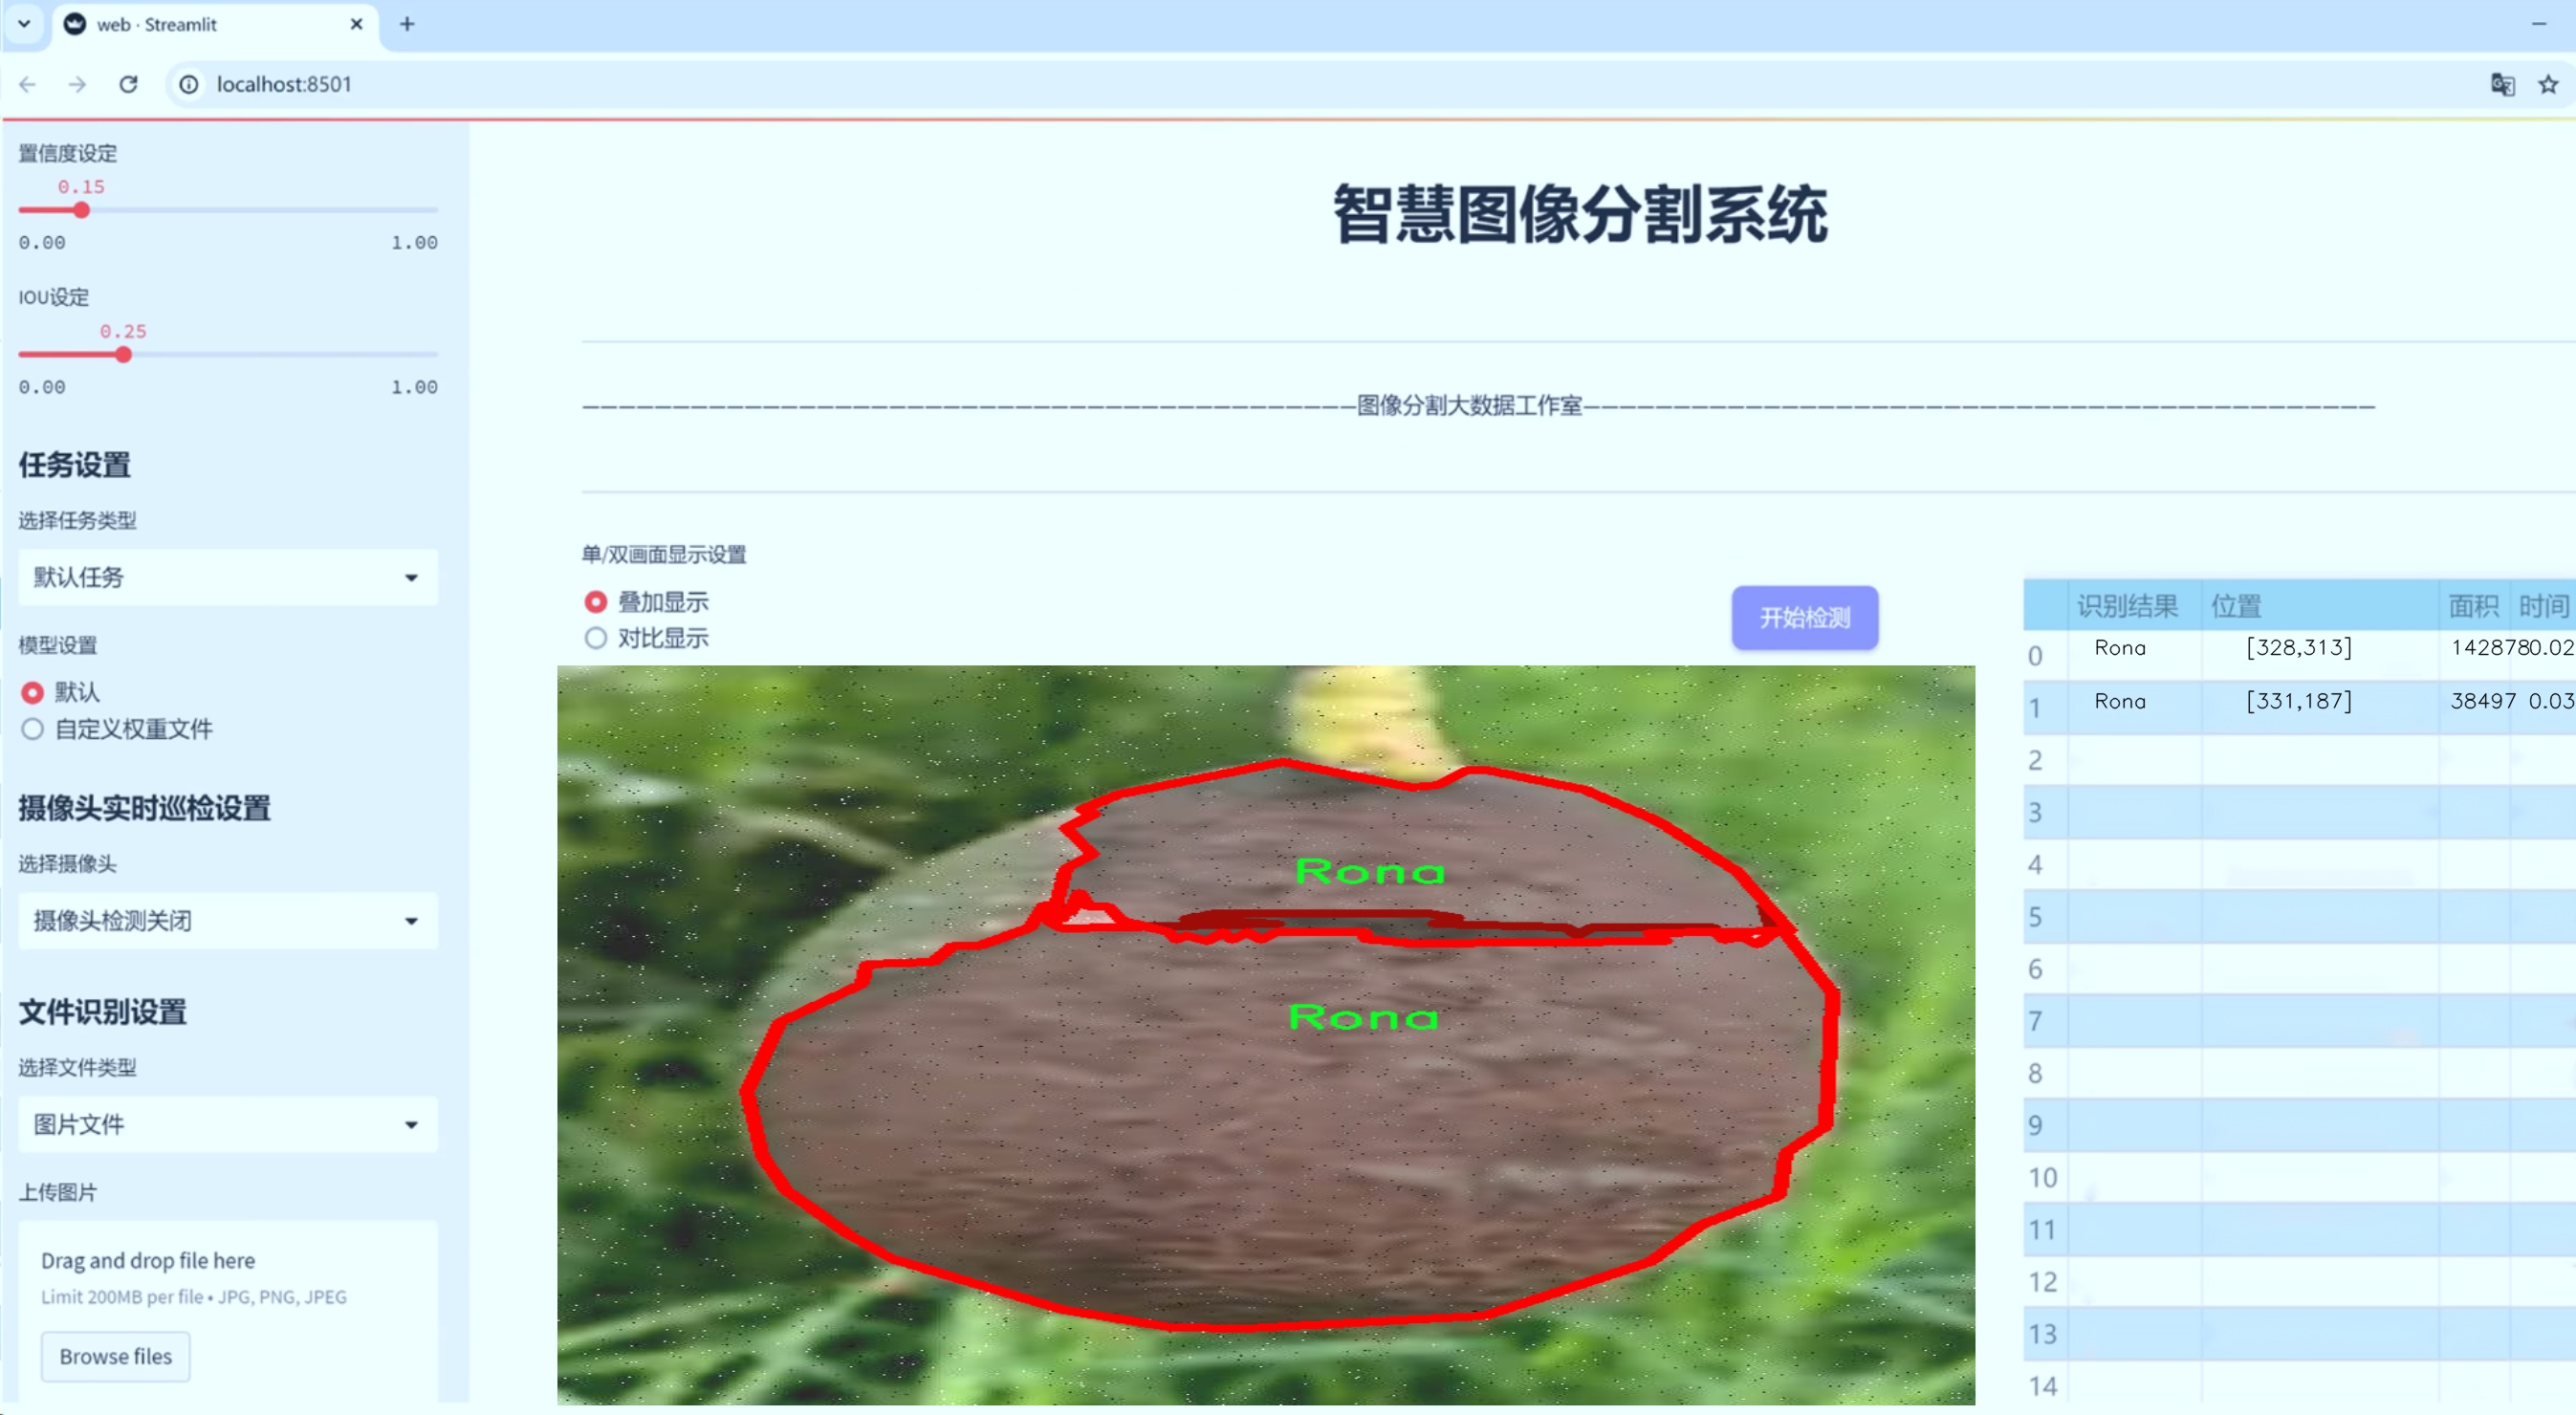 web · Streamlit
localhost:8501
置信度设定
0.15
0.00 1.00
IOU设定
0.25
0.00 1.00
任务设置
选择任务类型
默认任务
模型设置
默认
自定义权重文件
摄像头实时巡检设置
选择摄像头
摄像头检测关闭
文件识别设置
选择文件类型
图片文件
上传图片
Drag and drop file here
Limit 200MB per file • JPG, PNG, JPEG
Browse files
智慧图像分割系统
图像分割大数据工作室
单/双画面显示设置
叠加显示
对比显示
开始检测
Rona
Rona
识别结果 位置 面积 时间
0 Rona [328,313] 142878 0.02
1 Rona [331,187] 38497 0.03
2
3
4
5
6
7
8
9
10
11
12
13
14